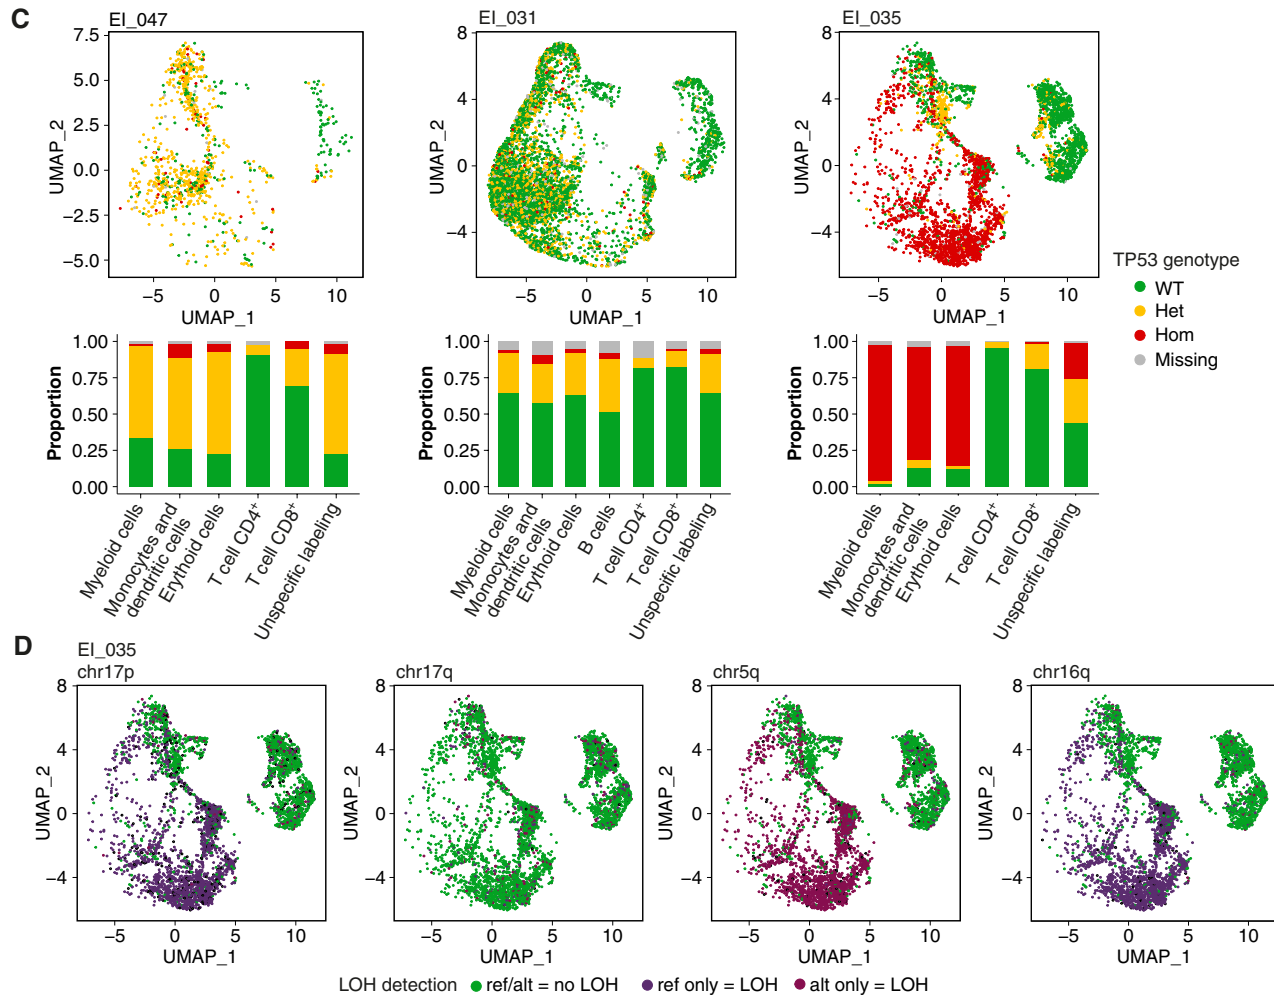 C
EI_047
EI_031
EI_035
7.5
5.0
2.5
0.0
−2.5
−5.0
UMAP_2
−5 0 5 10
UMAP_1
8
4
0
−4
UMAP_2
−5 0 5 10
UMAP_1
8
4
0
−4
UMAP_2
−5 0 5 10
UMAP_1
TP53 genotype
WT
Het
Hom
Missing
1.00
0.75
0.50
0.25
0.00
Proportion
Myeloid cells
Monocytes and
dendritic cells
Erythoid cells
T cell CD4+
T cell CD8+
Unspecific labeling
1.00
0.75
0.50
0.25
0.00
Proportion
Myeloid cells
Monocytes and
dendritic cells
Erythoid cells
B cells
T cell CD4+
T cell CD8+
Unspecific labeling
1.00
0.75
0.50
0.25
0.00
Proportion
Myeloid cells
Monocytes and
dendritic cells
Erythoid cells
T cell CD4+
T cell CD8+
Unspecific labeling
D
EI_035
chr17p
chr17q
chr5q
chr16q
8
4
0
−4
UMAP_2
−5 0 5 10
UMAP_1
8
4
0
−4
UMAP_2
−5 0 5 10
UMAP_1
8
4
0
−4
UMAP_2
−5 0 5 10
UMAP_1
8
4
0
−4
UMAP_2
−5 0 5 10
UMAP_1
LOH detection ref/alt = no LOH ref only = LOH alt only = LOH